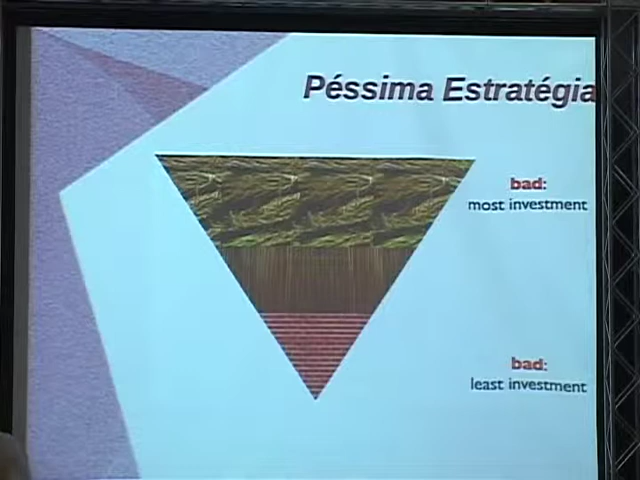 Péssima Estratégia
bad:
most investment
bad:
least investment